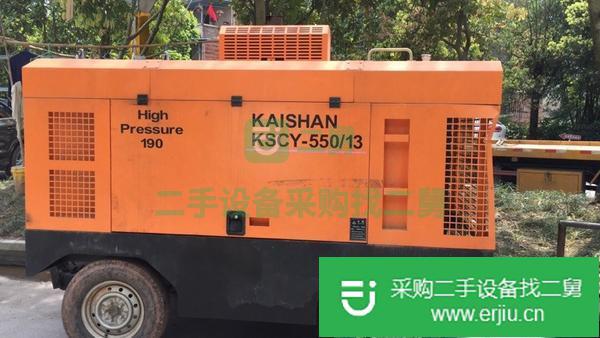 High
Pressure
190
KAISHAN
KSCY-550/13
二手设备采购找二舅
采购二手设备找二舅
www.erjiu.cn